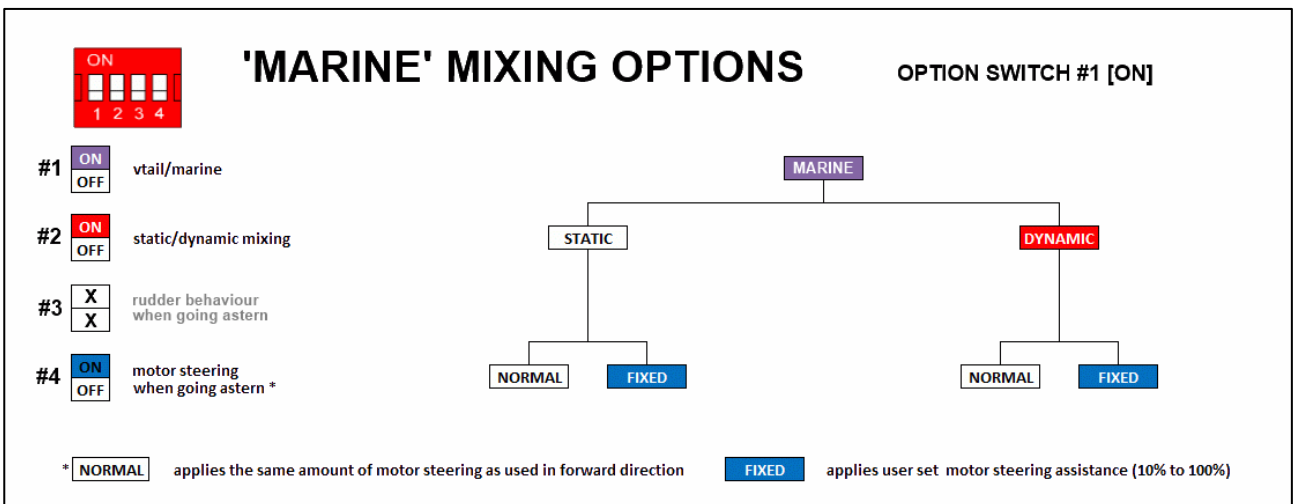 ON
1 2 3 4
'MARINE' MIXING OPTIONS
OPTION SWITCH #1 [ON]
#1 ON OFF vtail/marine
#2 ON OFF static/dynamic mixing
#3 X X rudder behaviour
when going astern
#4 ON OFF motor steering
when going astern *
MARINE
STATIC DYNAMIC
NORMAL FIXED NORMAL FIXED
* NORMAL applies the same amount of motor steering as used in forward direction FIXED applies user set motor steering assistance (10% to 100%)